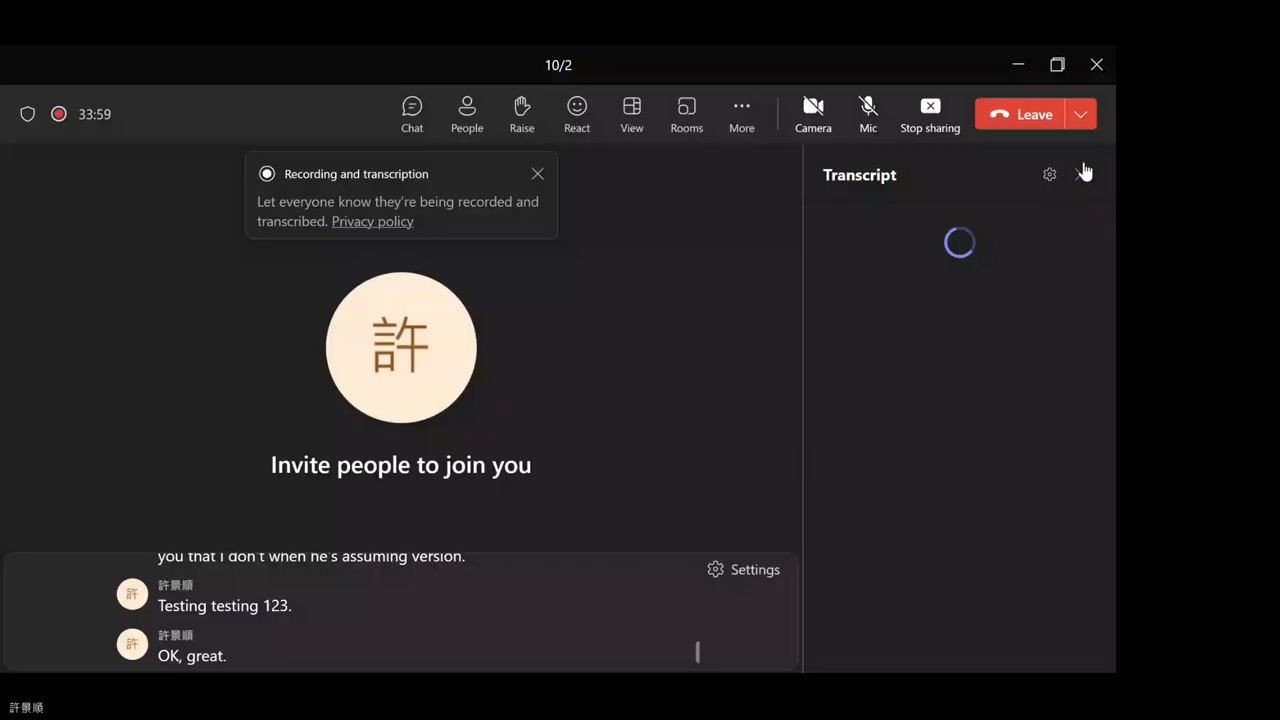 10/2
33:59
Chat
People
Raise
React
View
Rooms
More
Camera
Mic
Stop sharing
Leave
Recording and transcription
Let everyone know they're being recorded and
transcribed. Privacy policy
Transcript
許
Invite people to join you
you that I don't when he's assuming version.
Settings
許 許景順
Testing testing 123.
許 許景順
OK, great.
許景順